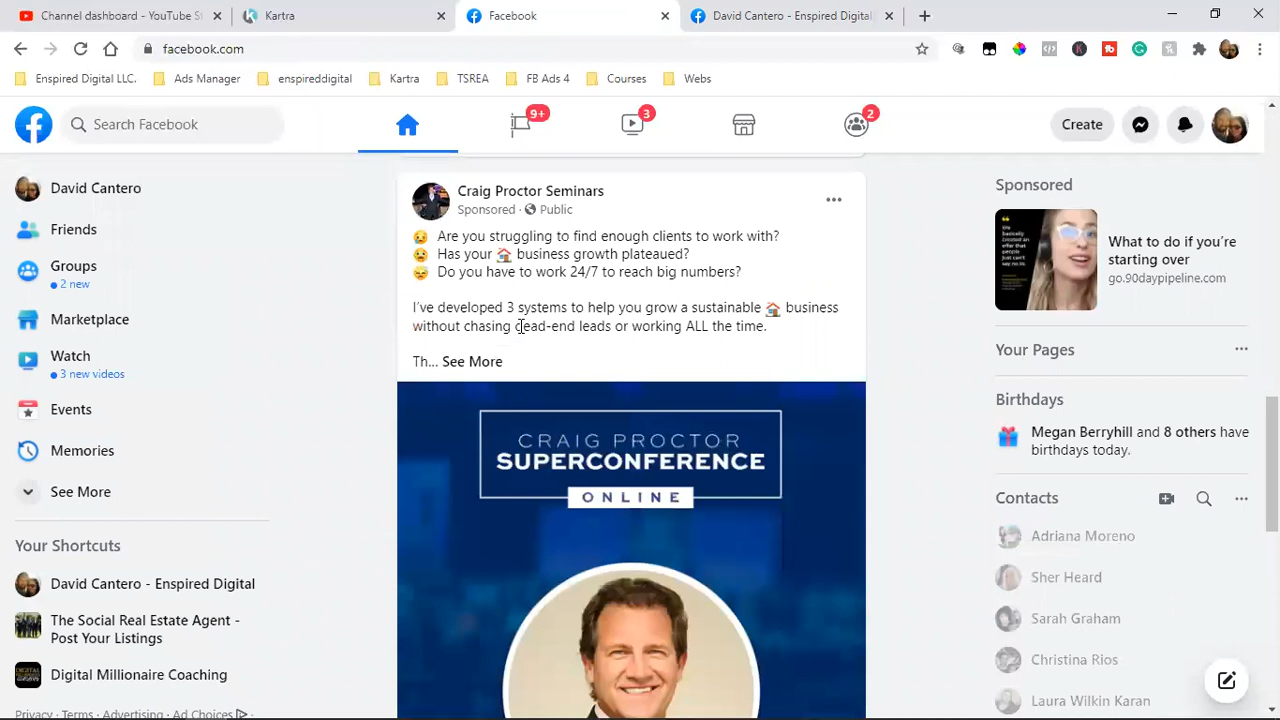 Channel dashboard - YouTube St
Kartra
Facebook
David Cantero - Enspired Digital
facebook.com
Enspired Digital LLC.
Ads Manager
enspireddigital
Kartra
TSREA
FB Ads 4
Courses
Webs
Search Facebook
9+
3
2
Create
David Cantero
Friends
Groups
2 new
Marketplace
Watch
3 new videos
Events
Memories
See More
Your Shortcuts
David Cantero - Enspired Digital
The Social Real Estate Agent -
Post Your Listings
Digital Millionaire Coaching
Privacy · Terms · Advertising · Ad Choices ·
Craig Proctor Seminars
Sponsored · Public
😥 Are you struggling to find enough clients to work with?
😥 Has your 🏠 business growth plateaued?
😝 Do you have to work 24/7 to reach big numbers?
I've developed 3 systems to help you grow a sustainable 🏠 business
without chasing dead-end leads or working ALL the time.
Th... See More
CRAIG PROCTOR
SUPERCONFERENCE
ONLINE
Sponsored
What to do if you're
starting over
go.90daypipeline.com
Your Pages
Birthdays
Megan Berryhill and 8 others have
birthdays today.
Contacts
Adriana Moreno
Sher Heard
Sarah Graham
Christina Rios
Laura Wilkin Karan